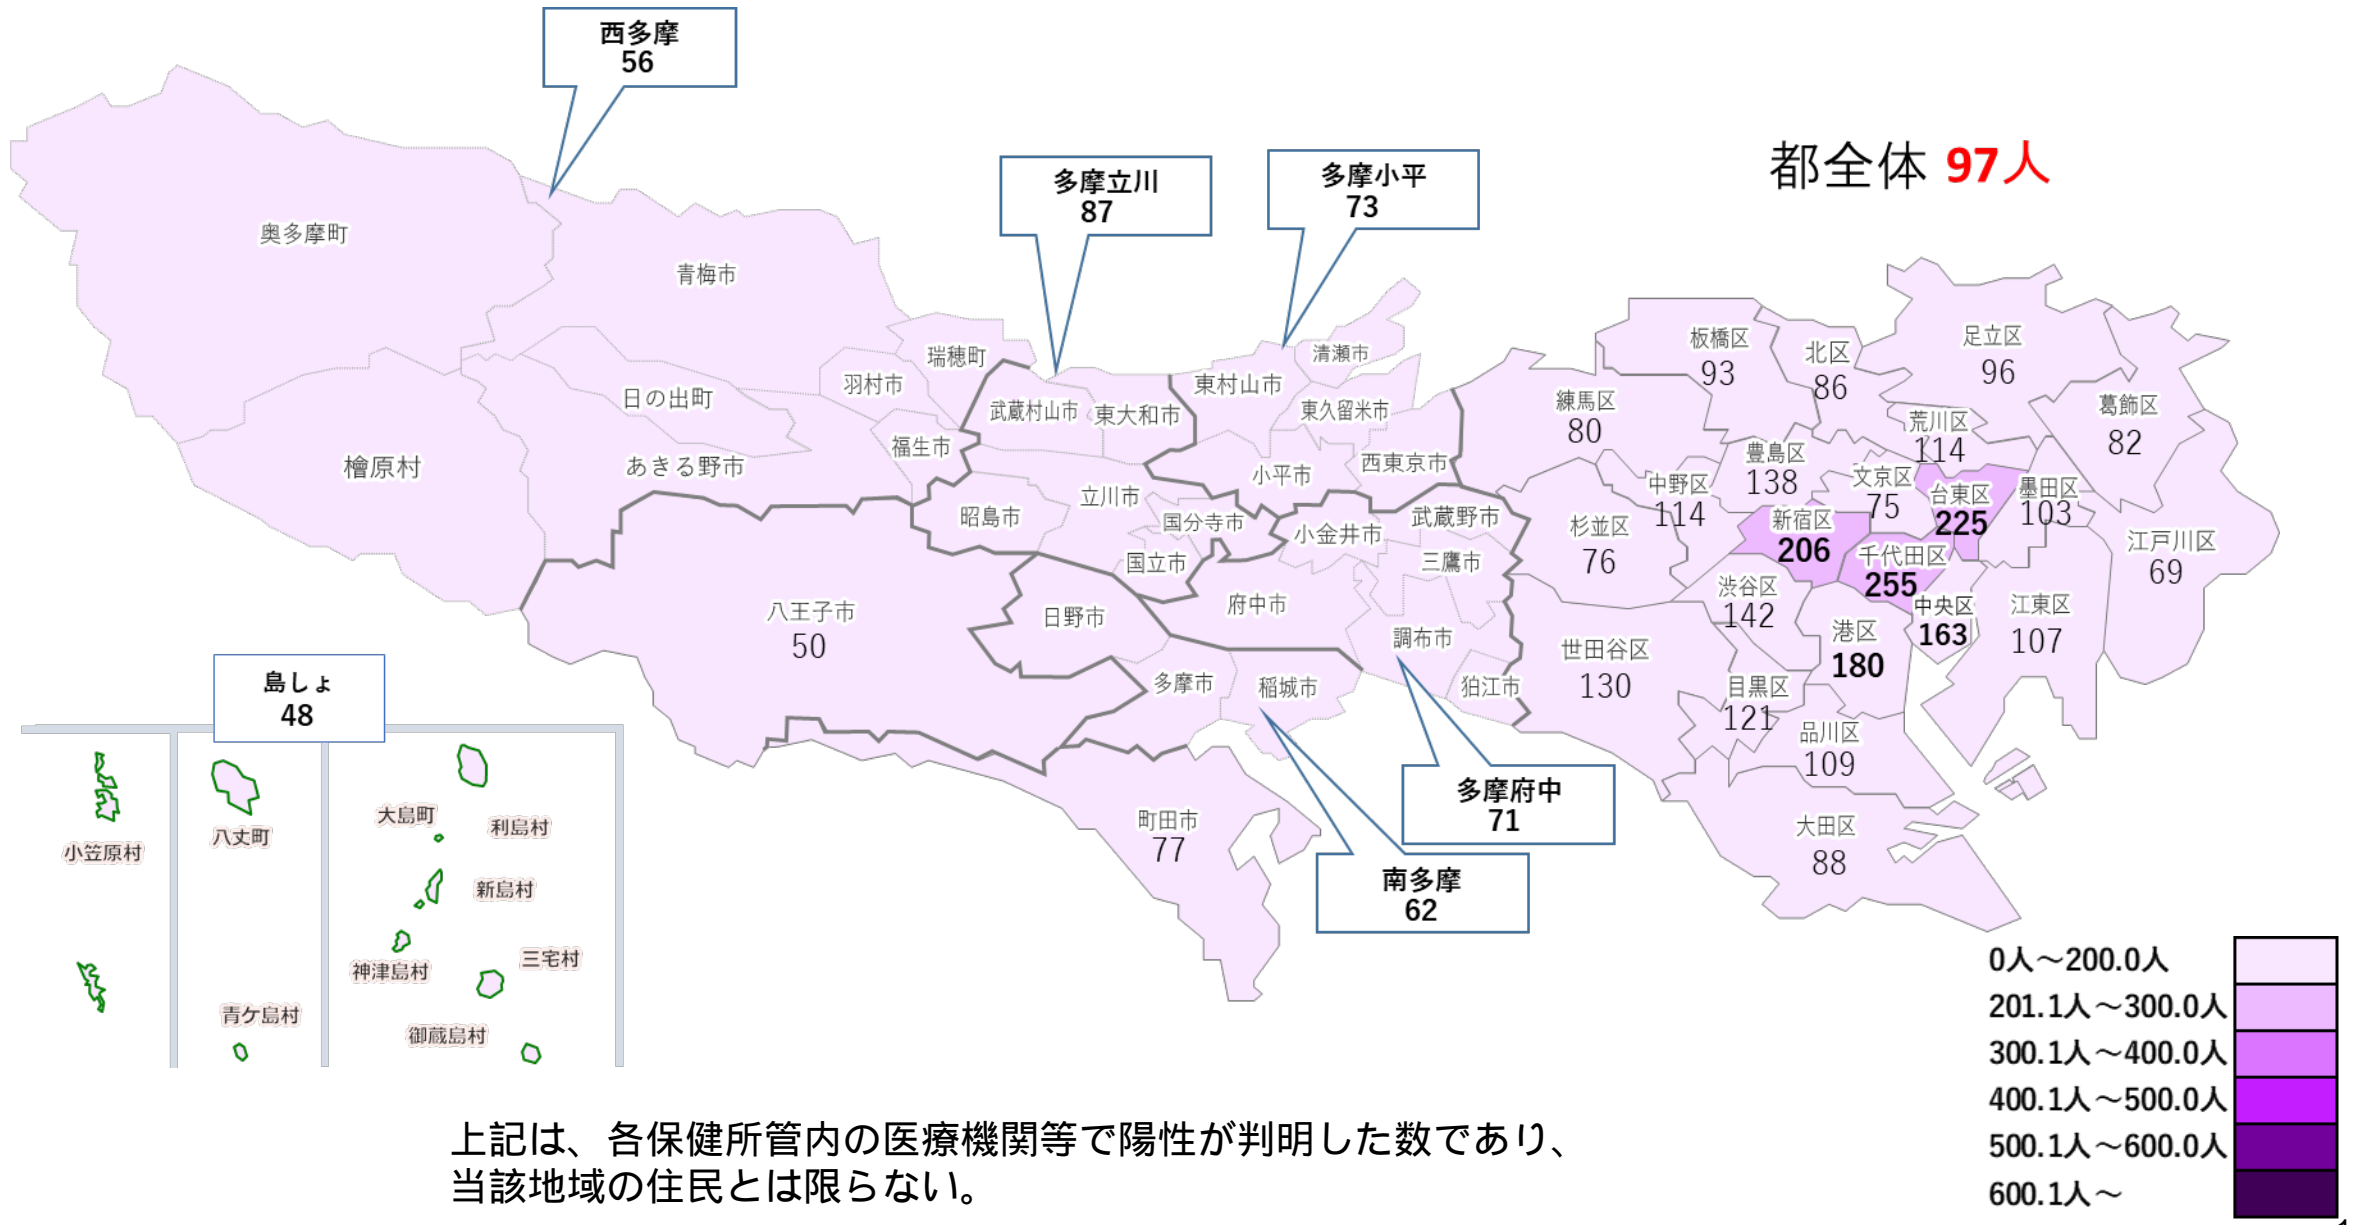 西多摩
56
多摩立川
87
多摩小平
73
都全体 97人
奥多摩町
青梅市
瑞穂町
羽村市
日の出町
福生市
あきる野市
檜原村
武蔵村山市
東大和市
東村山市
清瀬市
東久留米市
小平市
西東京市
立川市
昭島市
国分寺市
国立市
小金井市
武蔵野市
三鷹市
府中市
調布市
狛江市
八王子市
50
日野市
多摩市
稲城市
町田市
77
多摩府中
71
南多摩
62
板橋区
93
北区
86
足立区
96
葛飾区
82
練馬区
80
荒川区
114
豊島区
138
文京区
75
台東区
225
墨田区
103
中野区
114
杉並区
76
新宿区
206
千代田区
255
江戸川区
69
渋谷区
142
中央区
163
江東区
107
港区
180
世田谷区
130
目黒区
121
品川区
109
大田区
88
島しょ
48
小笠原村
八丈町
青ケ島村
大島町
利島村
新島村
神津島村
三宅村
御蔵島村
0人～200.0人
201.1人～300.0人
300.1人～400.0人
400.1人～500.0人
500.1人～600.0人
600.1人～
上記は、各保健所管内の医療機関等で陽性が判明した数であり、
当該地域の住民とは限らない。